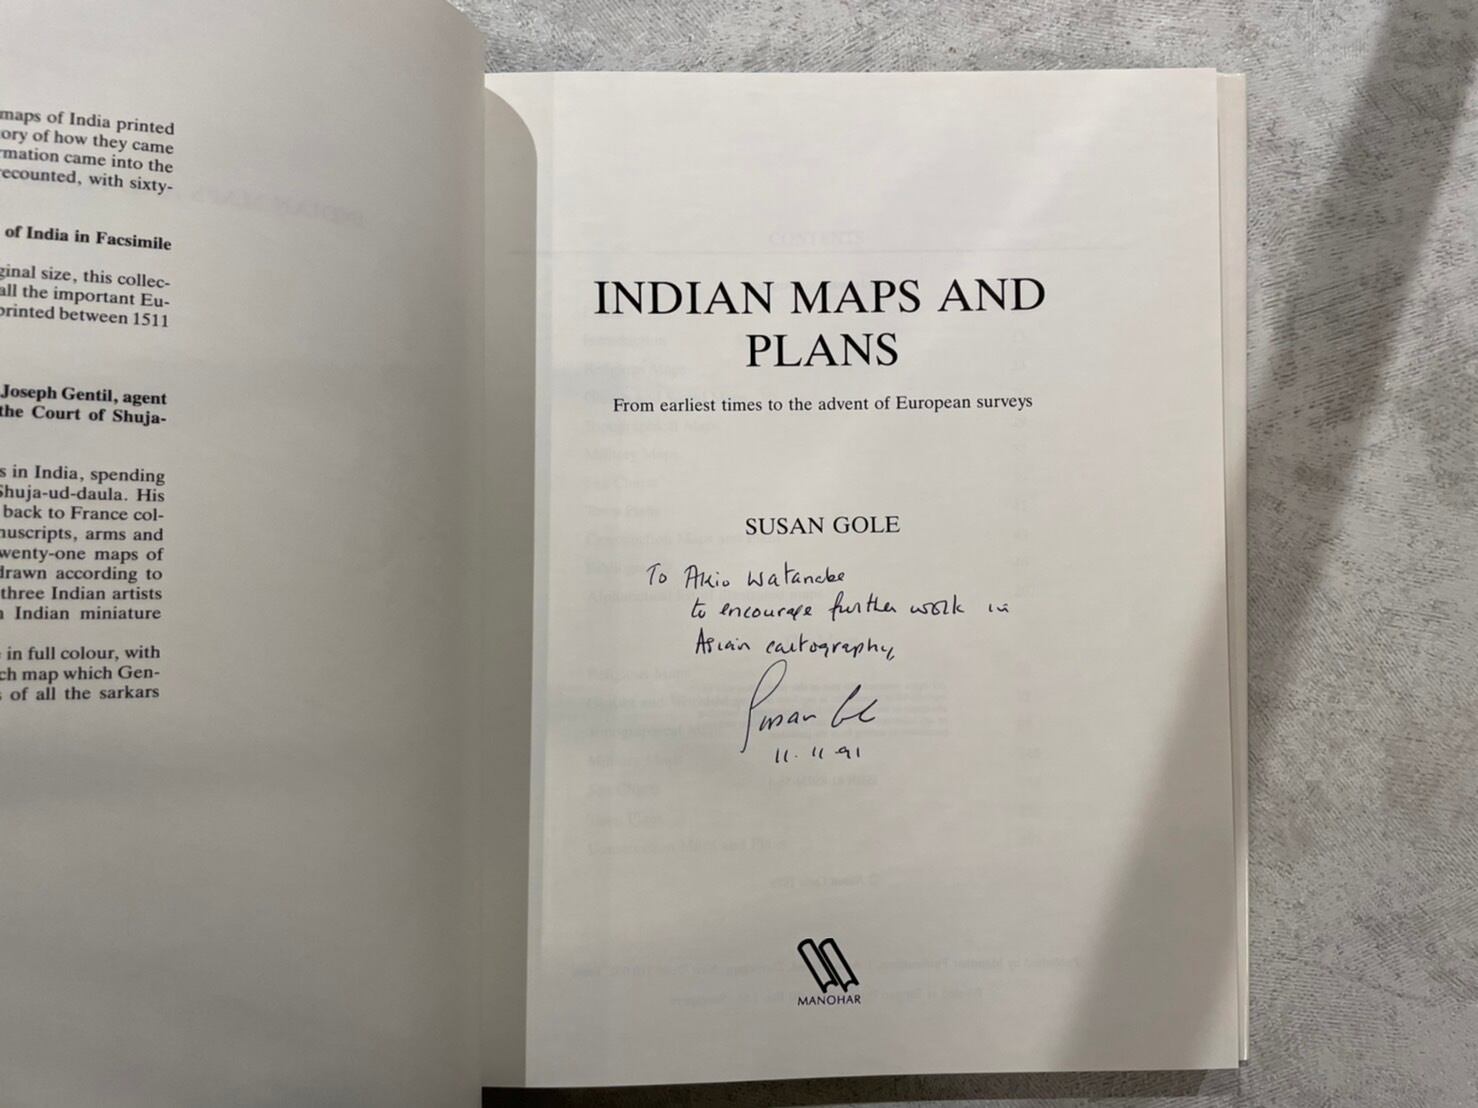 maps of India printed
ory of how they came
rmation came into the
recounted, with sixty-
of India in Facsimile
ginal size, this collec-
all the important Eu-
printed between 1511
Joseph Gentil, agent
the Court of Shuja-
s in India, spending
Shuja-ud-daula. His
back to France col-
nuscripts, arms and
wenty-one maps of
drawn according to
three Indian artists
n Indian miniature
e in full colour, with
ch map which Gen-
s of all the sarkars
INDIAN MAPS AND
PLANS
From earliest times to the advent of European surveys
SUSAN GOLE
To Akio Watanabe
to encourage further work in
Asian cartography,
Susan Gole
11. 11 91
MANOHAR